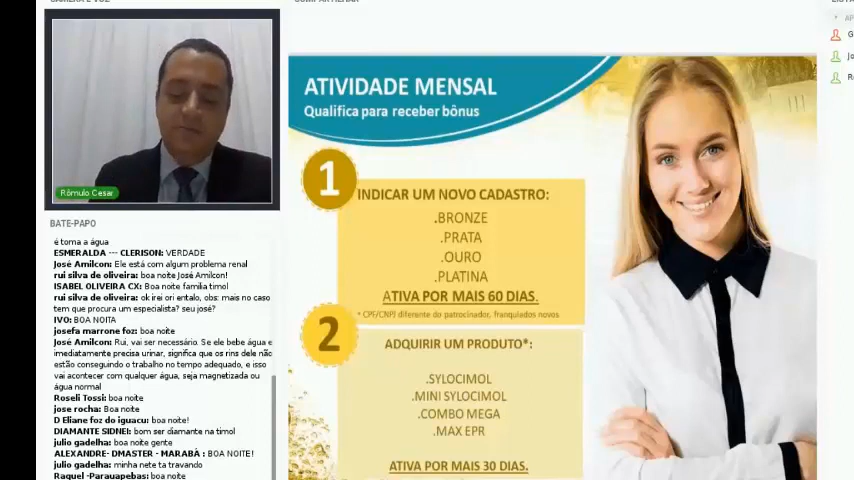 Rômulo Cesar
BATE-PAPO
é toma a água
ESMERALDA --- CLERISON: VERDADE
José Amilcon: Ele está com algum problema renal
rui silva de oliveira: boa noite José Amilcon!
ISABEL OLIVEIRA CX: Boa noite familia timol
rui silva de oliveira: ok irei ori entalo, obs: mais no caso
tem que procura um especialista? seu josé?
IVO: BOA NOITA
josefa marrone foz: boa noite
José Amilcon: Rui, vai ser necessário. Se ele bebe água e
imediatamente precisa urinar, significa que os rins dele não
estão conseguindo o trabalho no tempo adequado, e isso
vai acontecer com qualquer água, seja magnetizada ou
água normal
Roseli Tossi: boa noite
jose rocha: Boa noite
D Eliane foz do iguacu: boa noite!
DIAMANTE SIDNEI: bom ser diamante na timol
julio gadelha: boa noite gente
ALEXANDRE- DMASTER - MARABÀ : BOA NOITE!
julio gadelha: minha nete ta travando
Raquel -Parauapebas: boa noite
ATIVIDADE MENSAL
Qualifica para receber bônus
1
INDICAR UM NOVO CADASTRO:
.BRONZE
.PRATA
.OURO
.PLATINA
ATIVA POR MAIS 60 DIAS.
* CPF/CNPJ diferente do patrocinador, franquiados novos
2
ADQUIRIR UM PRODUTO*:
.SYLOCIMOL
.MINI SYLOCIMOL
.COMBO MEGA
.MAX EPR
ATIVA POR MAIS 30 DIAS.
G
Jo
R